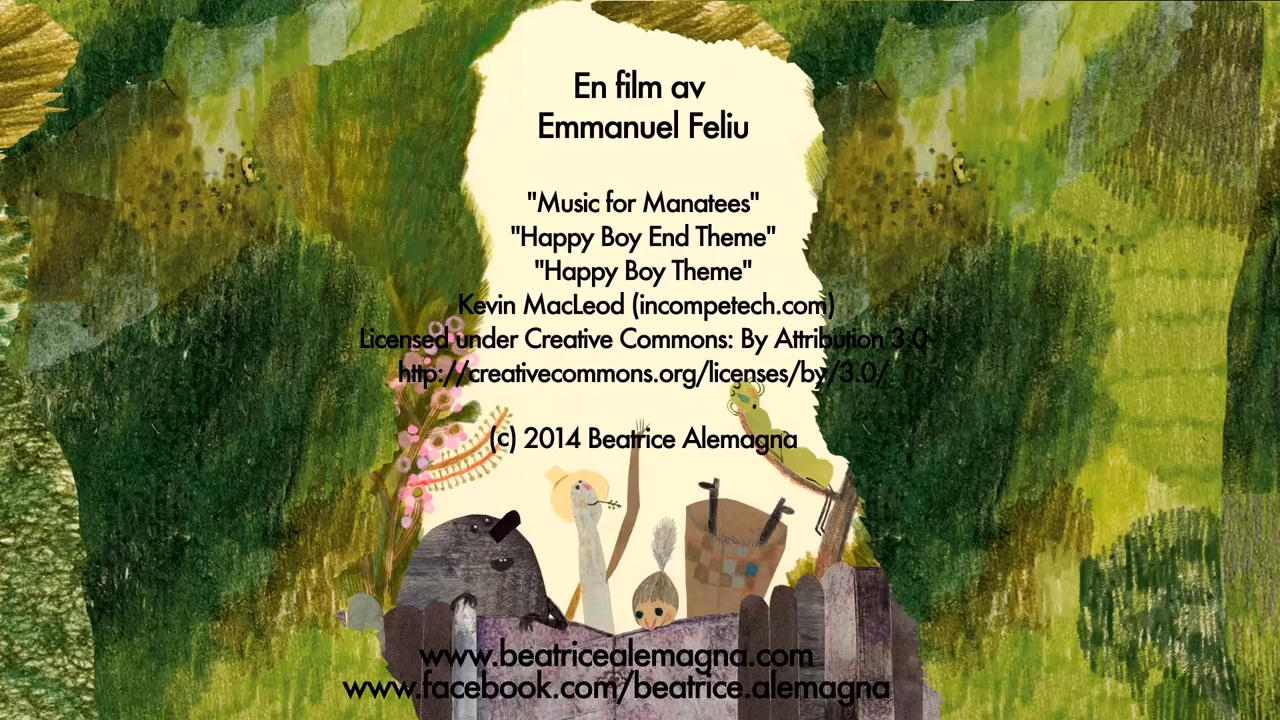 En film av
Emmanuel Feliu
"Music for Manatees"
"Happy Boy End Theme"
"Happy Boy Theme"
Kevin MacLeod (incompetech.com)
Licensed under Creative Commons: By Attribution 3.0
http://creativecommons.org/licenses/by/3.0/
(c) 2014 Beatrice Alemagna
www.beatricealemagna.com
www.facebook.com/beatrice.alemagna